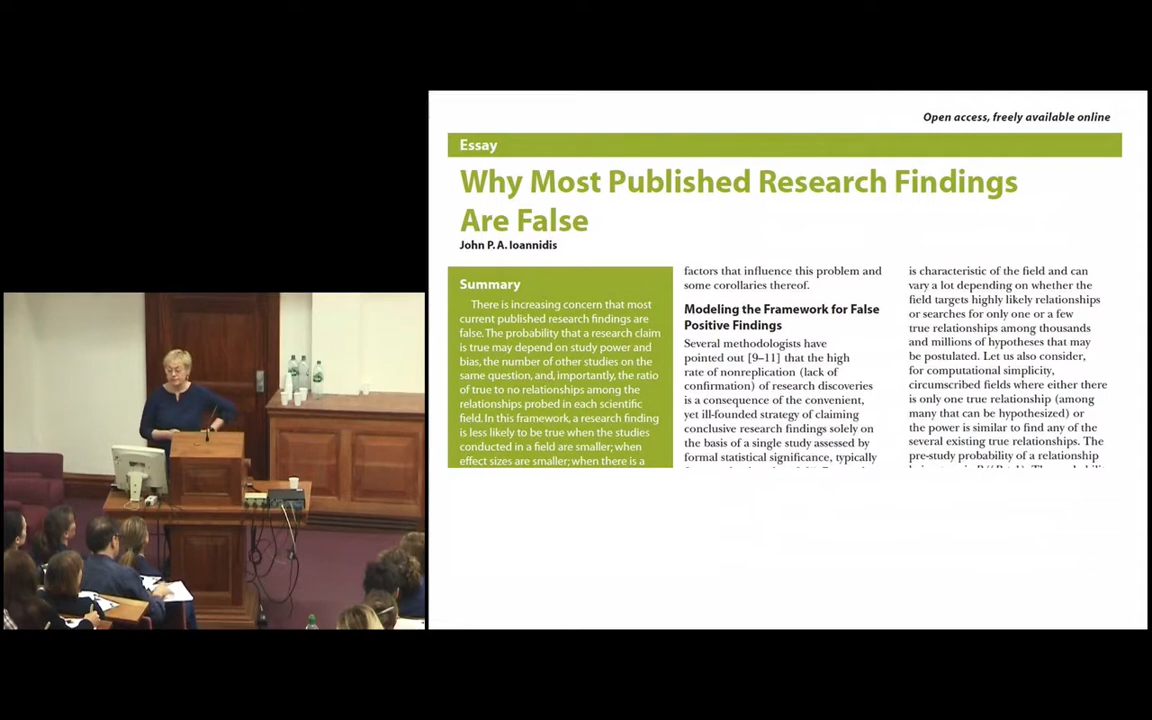 Open access, freely available online
Essay
Why Most Published Research Findings
Are False
John P. A. Ioannidis
Summary
There is increasing concern that most
current published research findings are
false. The probability that a research claim
is true may depend on study power and
bias, the number of other studies on the
same question, and, importantly, the ratio
of true to no relationships among the
relationships probed in each scientific
field. In this framework, a research finding
is less likely to be true when the studies
conducted in a field are smaller; when
effect sizes are smaller; when there is a
factors that influence this problem and
some corollaries thereof.
Modeling the Framework for False
Positive Findings
Several methodologists have
pointed out [9–11] that the high
rate of nonreplication (lack of
confirmation) of research discoveries
is a consequence of the convenient,
yet ill-founded strategy of claiming
conclusive research findings solely on
the basis of a single study assessed by
formal statistical significance, typically
is characteristic of the field and can
vary a lot depending on whether the
field targets highly likely relationships
or searches for only one or a few
true relationships among thousands
and millions of hypotheses that may
be postulated. Let us also consider,
for computational simplicity,
circumscribed fields where either there
is only one true relationship (among
many that can be hypothesized) or
the power is similar to find any of the
several existing true relationships. The
pre-study probability of a relationship